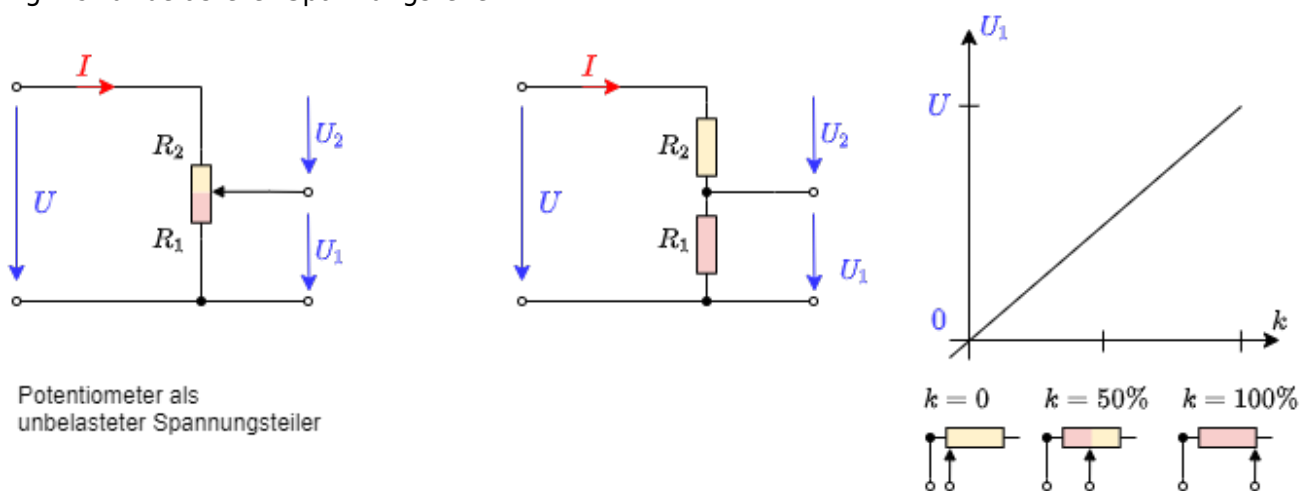 I
R₂
U
R₁
U₂
U₁
Potentiometer als
unbelasteter Spannungsteiler
I
R₂
U
R₁
U₂
U₁
U₁
U
0
k
k = 0 k = 50% k = 100%